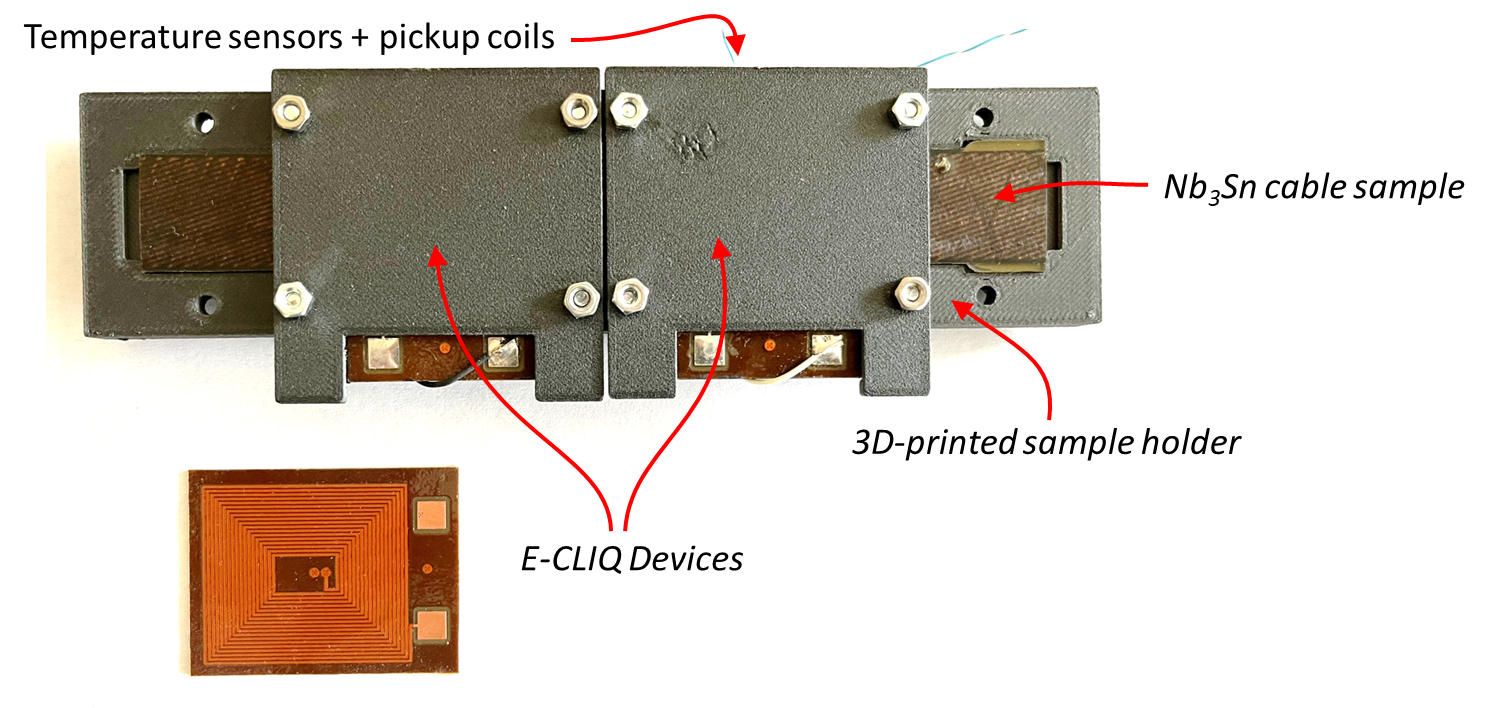 Temperature sensors + pickup coils
Nb₃Sn cable sample
3D-printed sample holder
E-CLIQ Devices